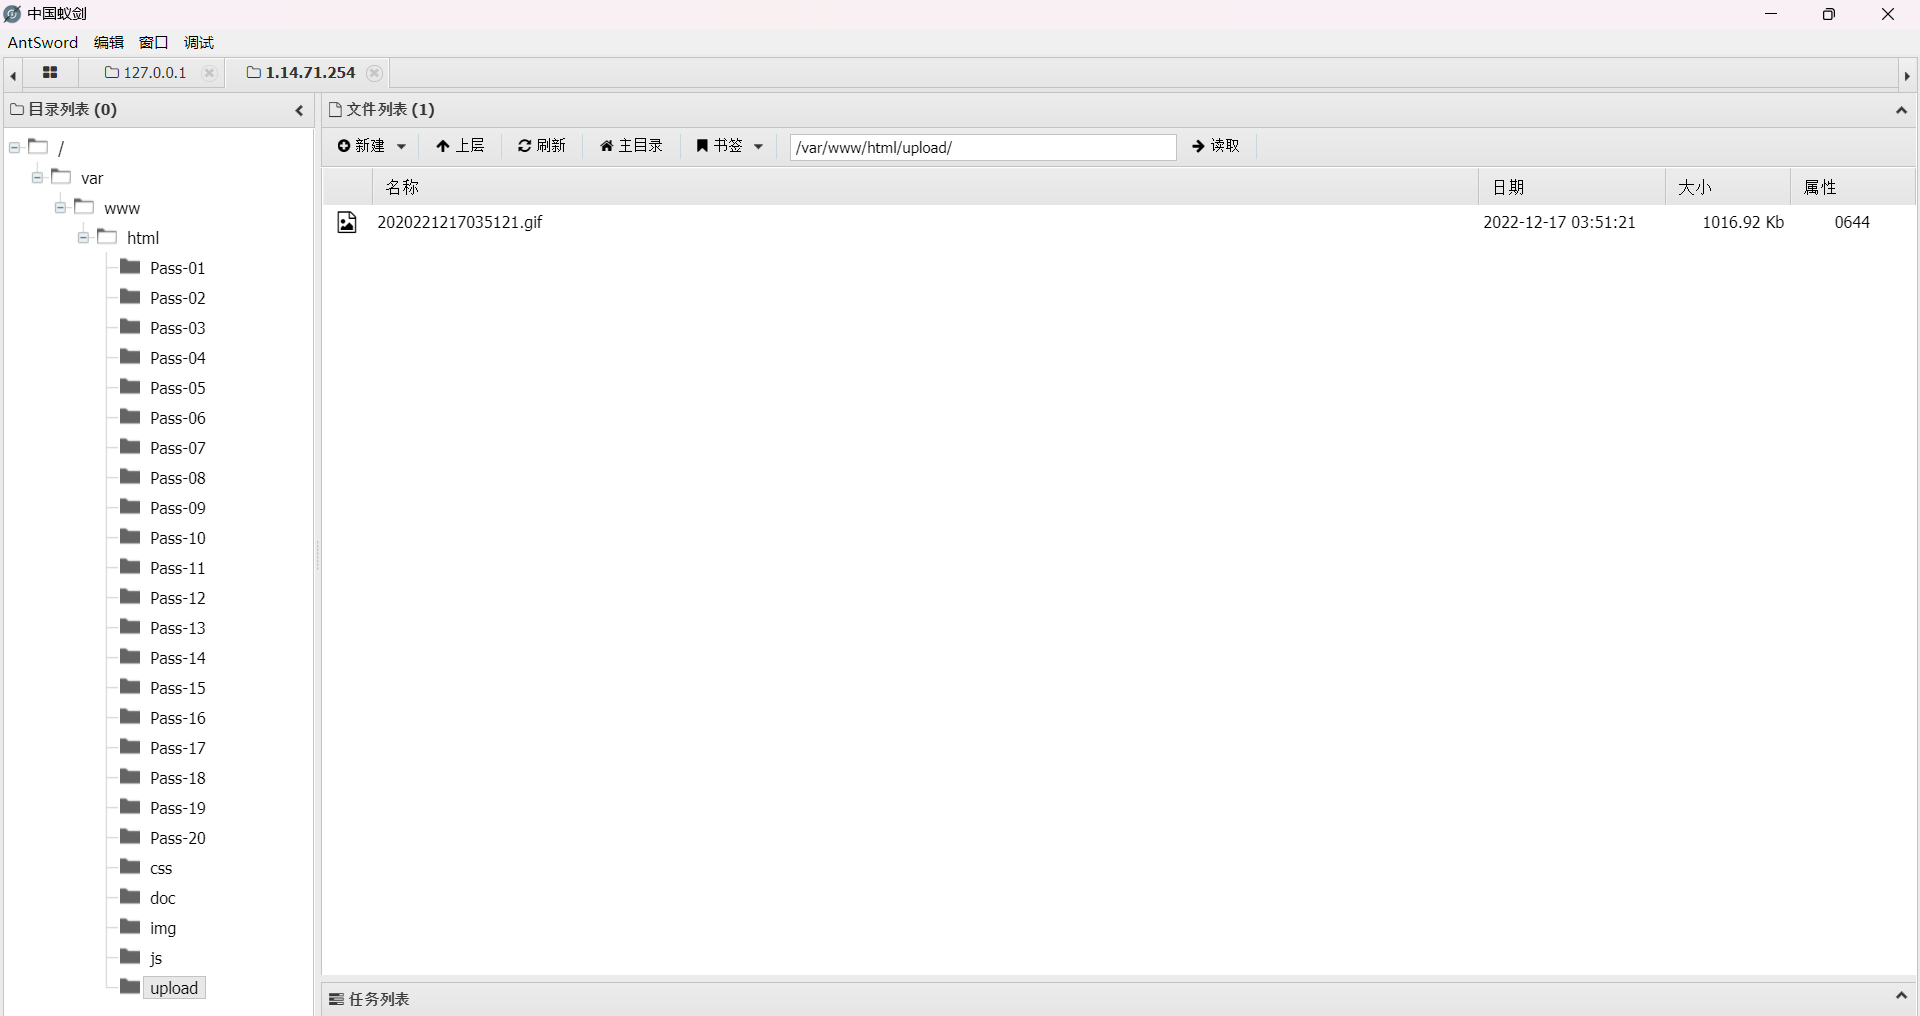 中国蚁剑
AntSword 编辑 窗口 调试
127.0.0.1 1.14.71.254
目录列表 (0)
/
var
www
html
Pass-01
Pass-02
Pass-03
Pass-04
Pass-05
Pass-06
Pass-07
Pass-08
Pass-09
Pass-10
Pass-11
Pass-12
Pass-13
Pass-14
Pass-15
Pass-16
Pass-17
Pass-18
Pass-19
Pass-20
css
doc
img
js
upload
文件列表 (1)
新建 上层 刷新 主目录 书签 /var/www/html/upload/ 读取
名称 日期 大小 属性
2020221217035121.gif 2022-12-17 03:51:21 1016.92 Kb 0644
任务列表